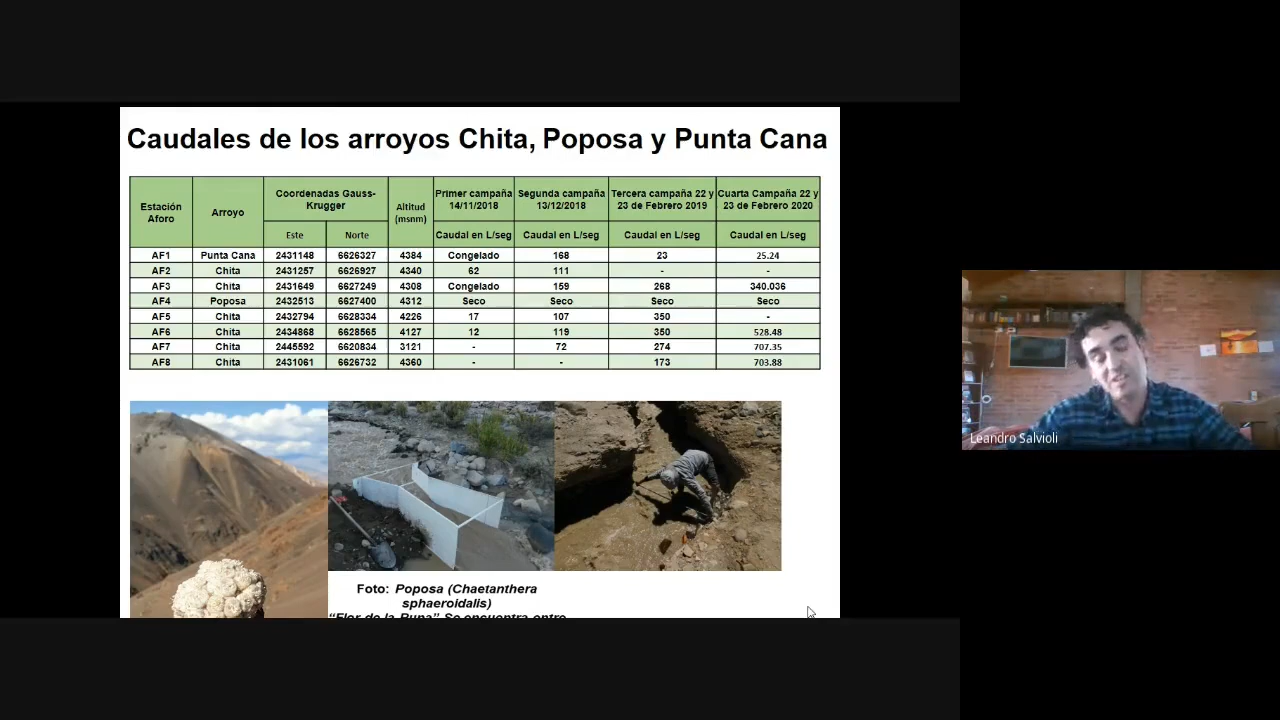 Caudales de los arroyos Chita, Poposa y Punta Cana
Estación Aforo Arroyo Coordenadas Gauss-Krugger Altitud (msnm) Primer campaña 14/11/2018 Segunda campaña 13/12/2018 Tercera campaña 22 y 23 de Febrero 2019 Cuarta Campaña 22 y 23 de Febrero 2020
Este Norte Caudal en L/seg Caudal en L/seg Caudal en L/seg Caudal en L/seg
AF1 Punta Cana 2431148 6626327 4384 Congelado 168 23 25.24
AF2 Chita 2431257 6626927 4340 62 111 - -
AF3 Chita 2431649 6627249 4308 Congelado 159 268 340.036
AF4 Poposa 2432513 6627400 4312 Seco Seco Seco Seco
AF5 Chita 2432794 6628334 4226 17 107 350 -
AF6 Chita 2434868 6628565 4127 12 119 350 528.48
AF7 Chita 2445592 6620834 3121 - 72 274 707.35
AF8 Chita 2431061 6626732 4360 - - 173 703.88
Foto: Poposa (Chaetanthera
sphaeroidalis)
"Flor de la Puna" Se encuentra entre
Leandro Salvioli